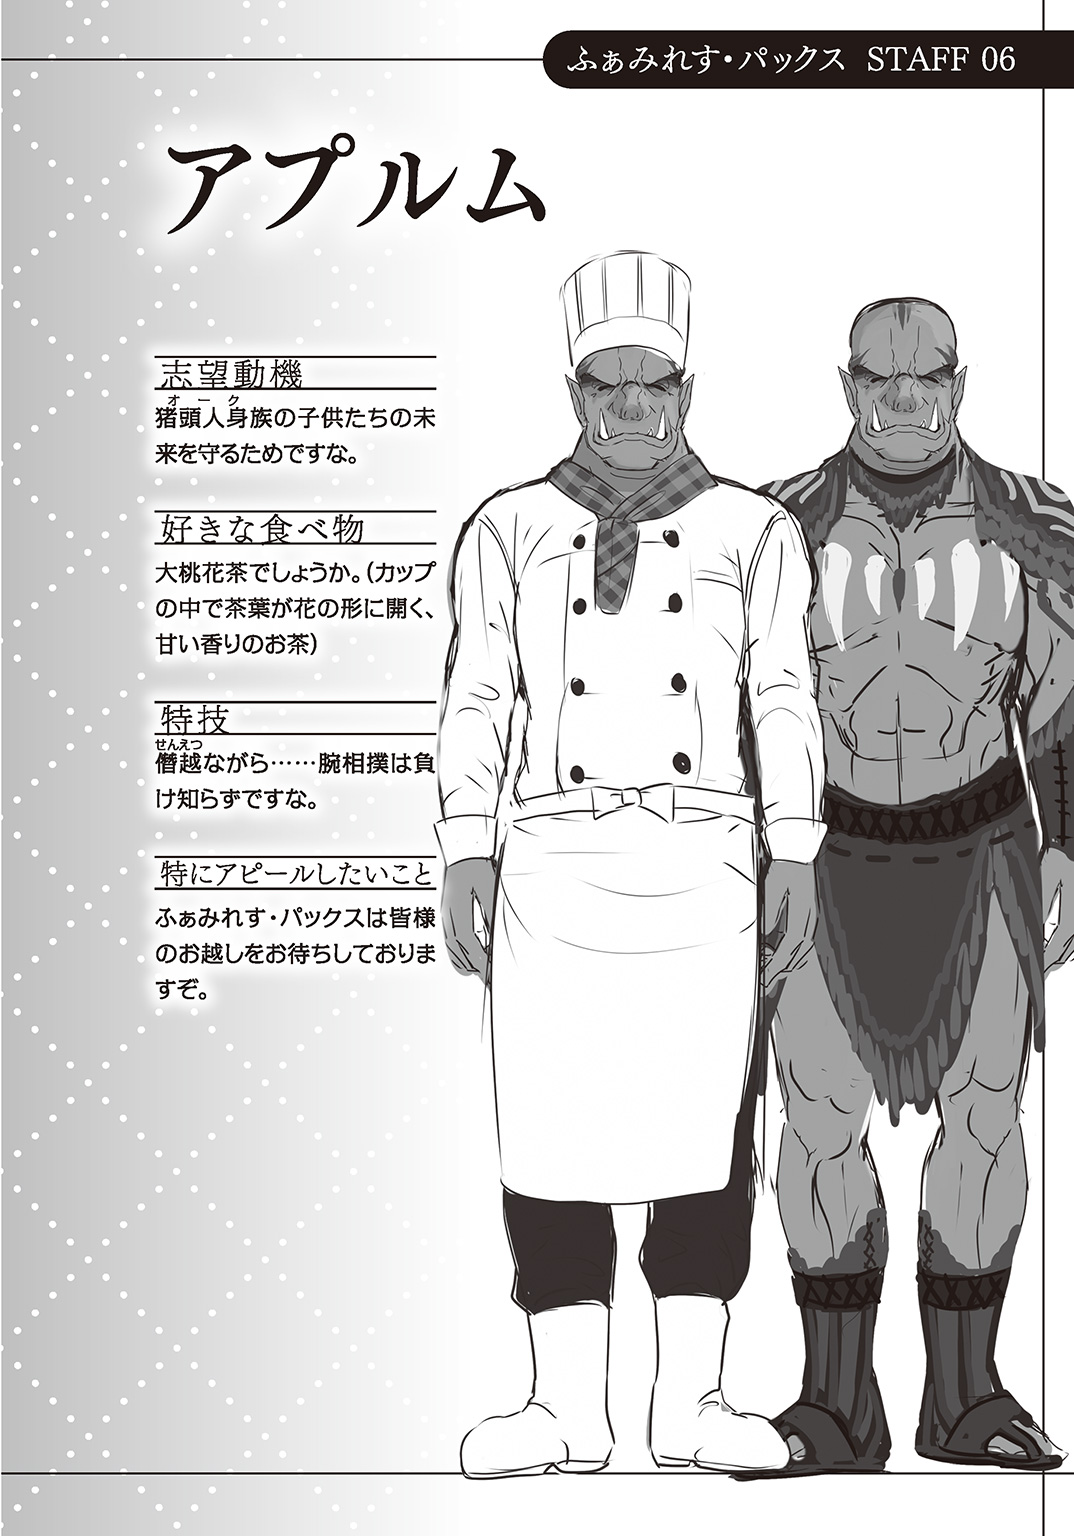 ふぁみれす・パックス STAFF 06
アプルム
志望動機
オーク
猪頭人身族の子供たちの未
来を守るためですな。
好きな食べ物
大桃花茶でしょうか。（カップ
の中で茶葉が花の形に開く、
甘い香りのお茶）
特技
せんえつ
僭越ながら……腕相撲は負
け知らずですな。
特にアピールしたいこと
ふぁみれす・パックスは皆様
のお越しをお待ちしておりま
すぞ。